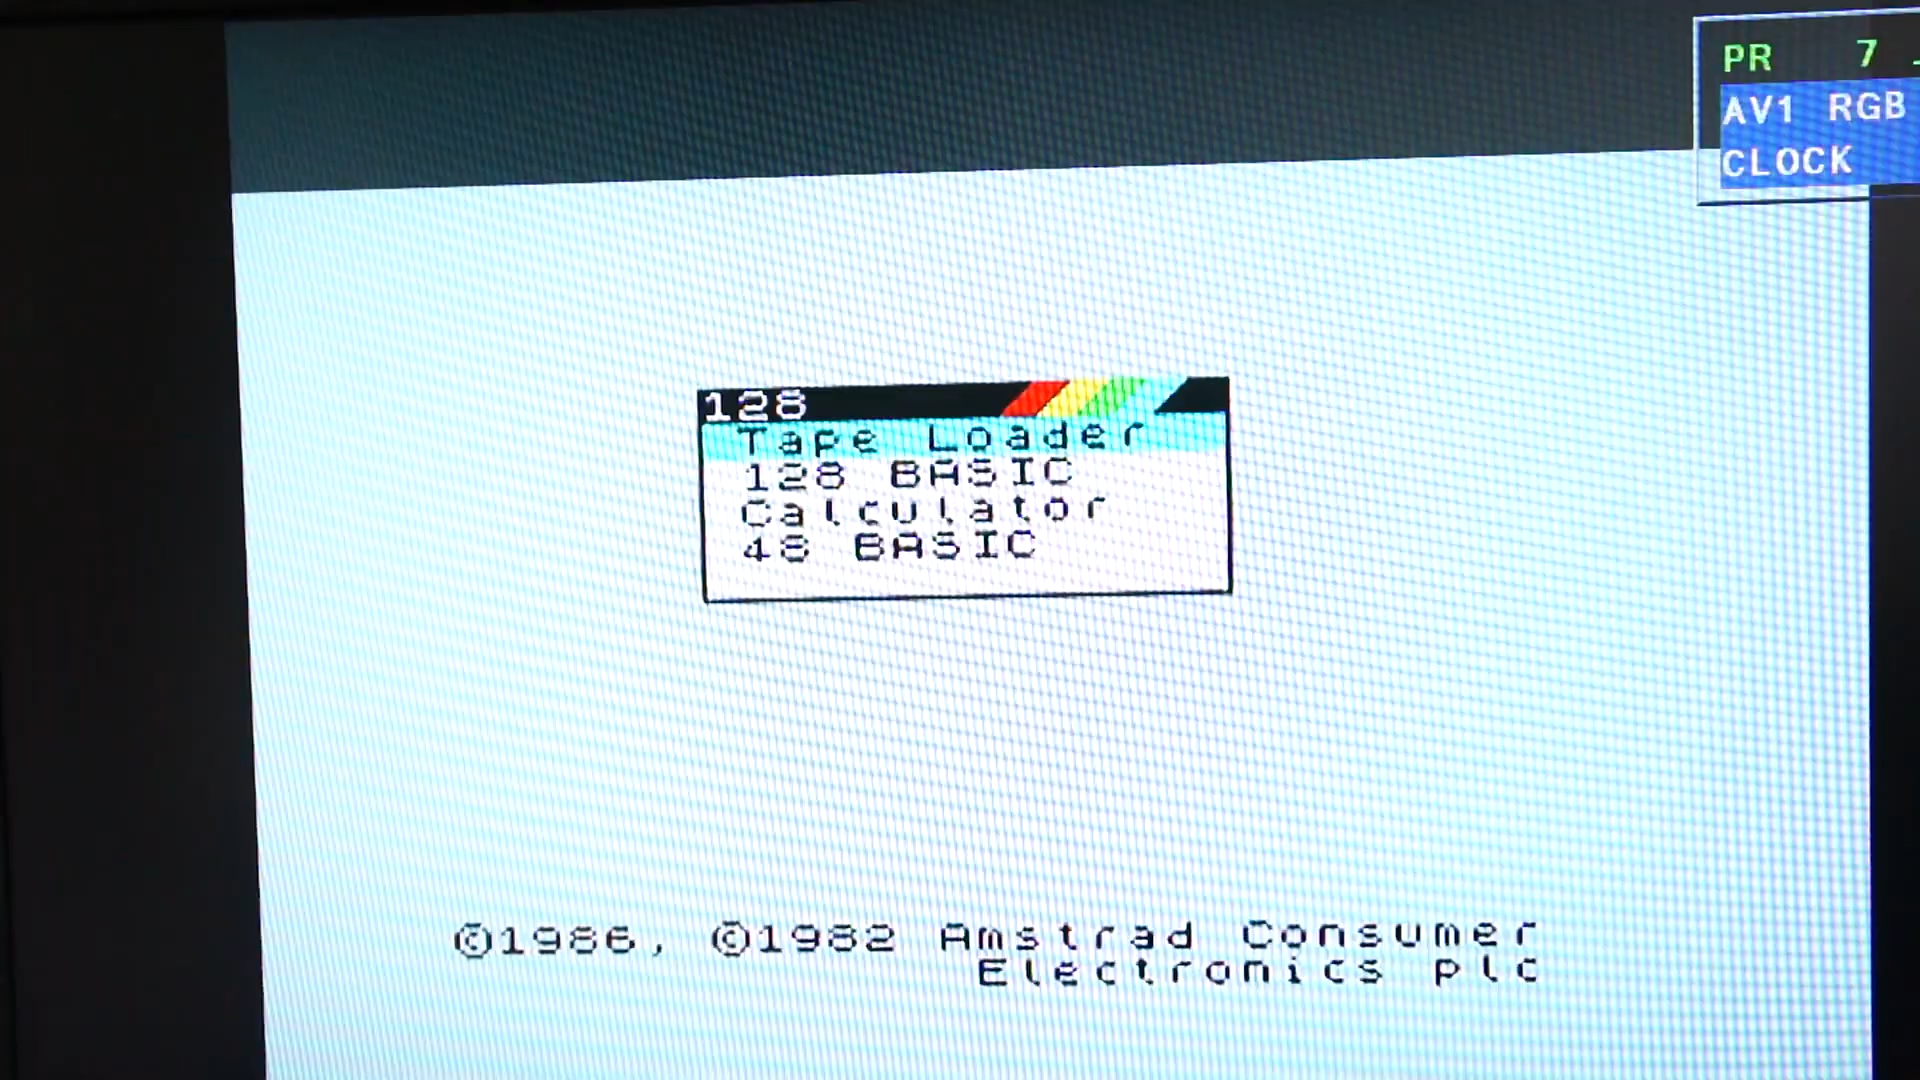 PR 7
AV1 RGB
CLOCK
128
Tape Loader
128 BASIC
Calculator
48 BASIC
©1986, ©1982 Amstrad Consumer
Electronics plc